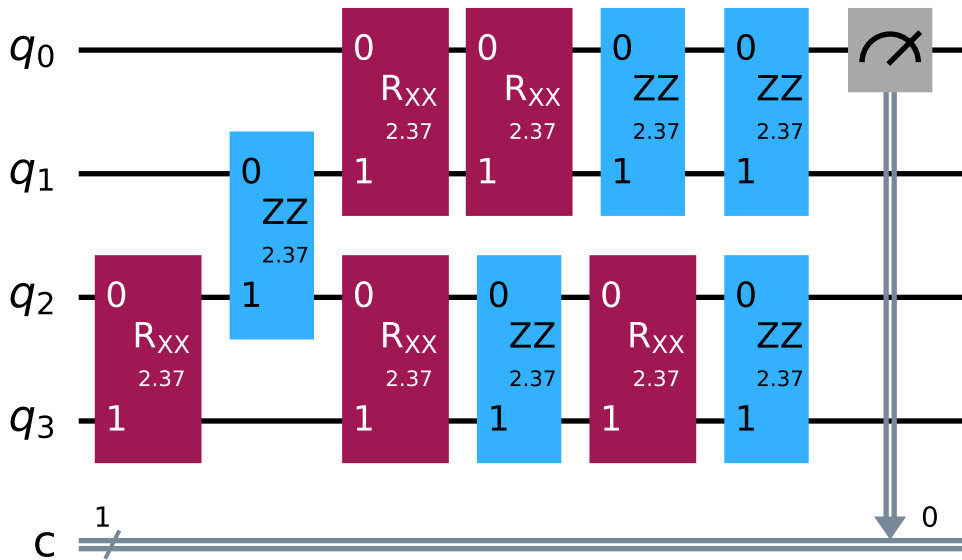 q0 0 0 0 0
RXX RXX ZZ ZZ
2.37 2.37 2.37 2.37
q1 0 1 1 1 1
ZZ
2.37
q2 0 1 0 0 0 0
RXX RXX ZZ RXX ZZ
2.37 2.37 2.37 2.37 2.37
q3 1 1 1 1 1
1 0
c